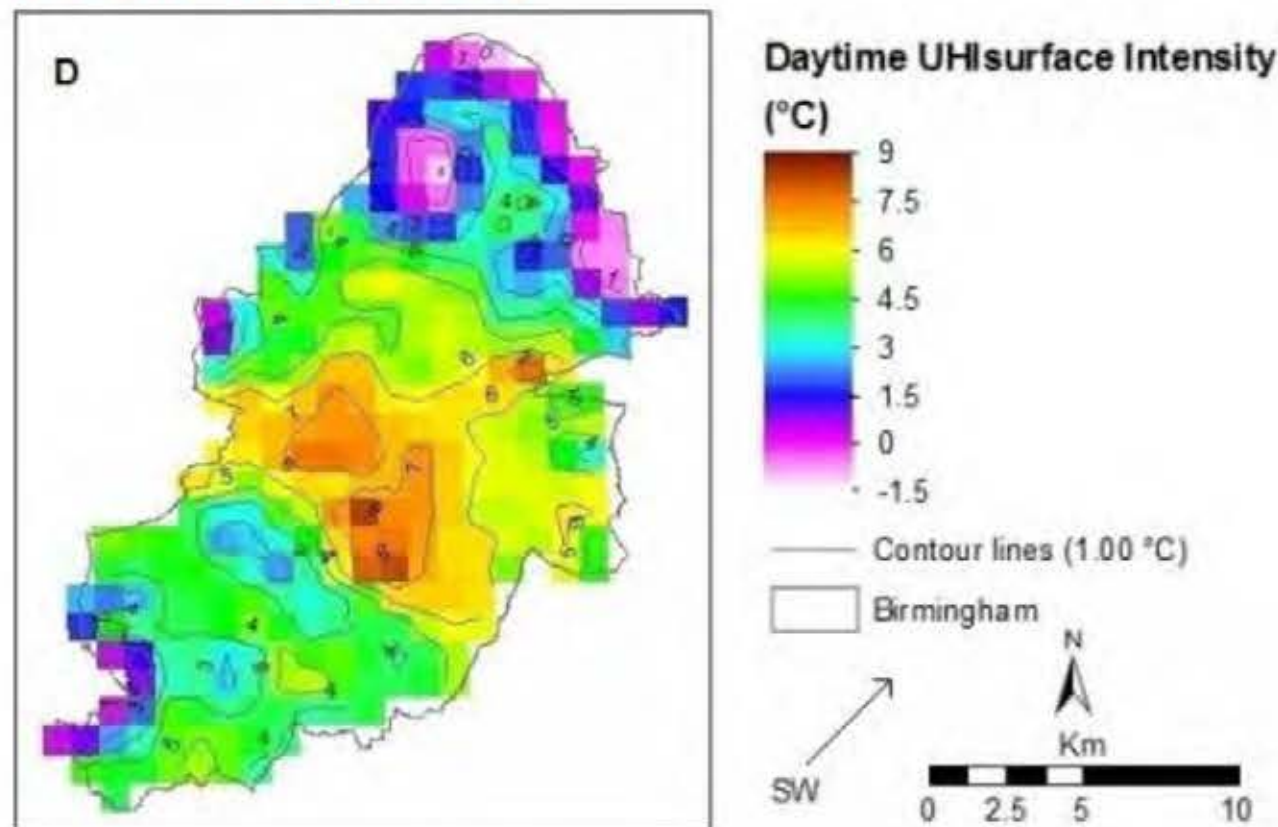 D
Daytime UHIsurface Intensity
(°C)
9
7.5
6
4.5
3
1.5
0
-1.5
Contour lines (1.00 °C)
Birmingham
N
SW
Km
0 2.5 5 10